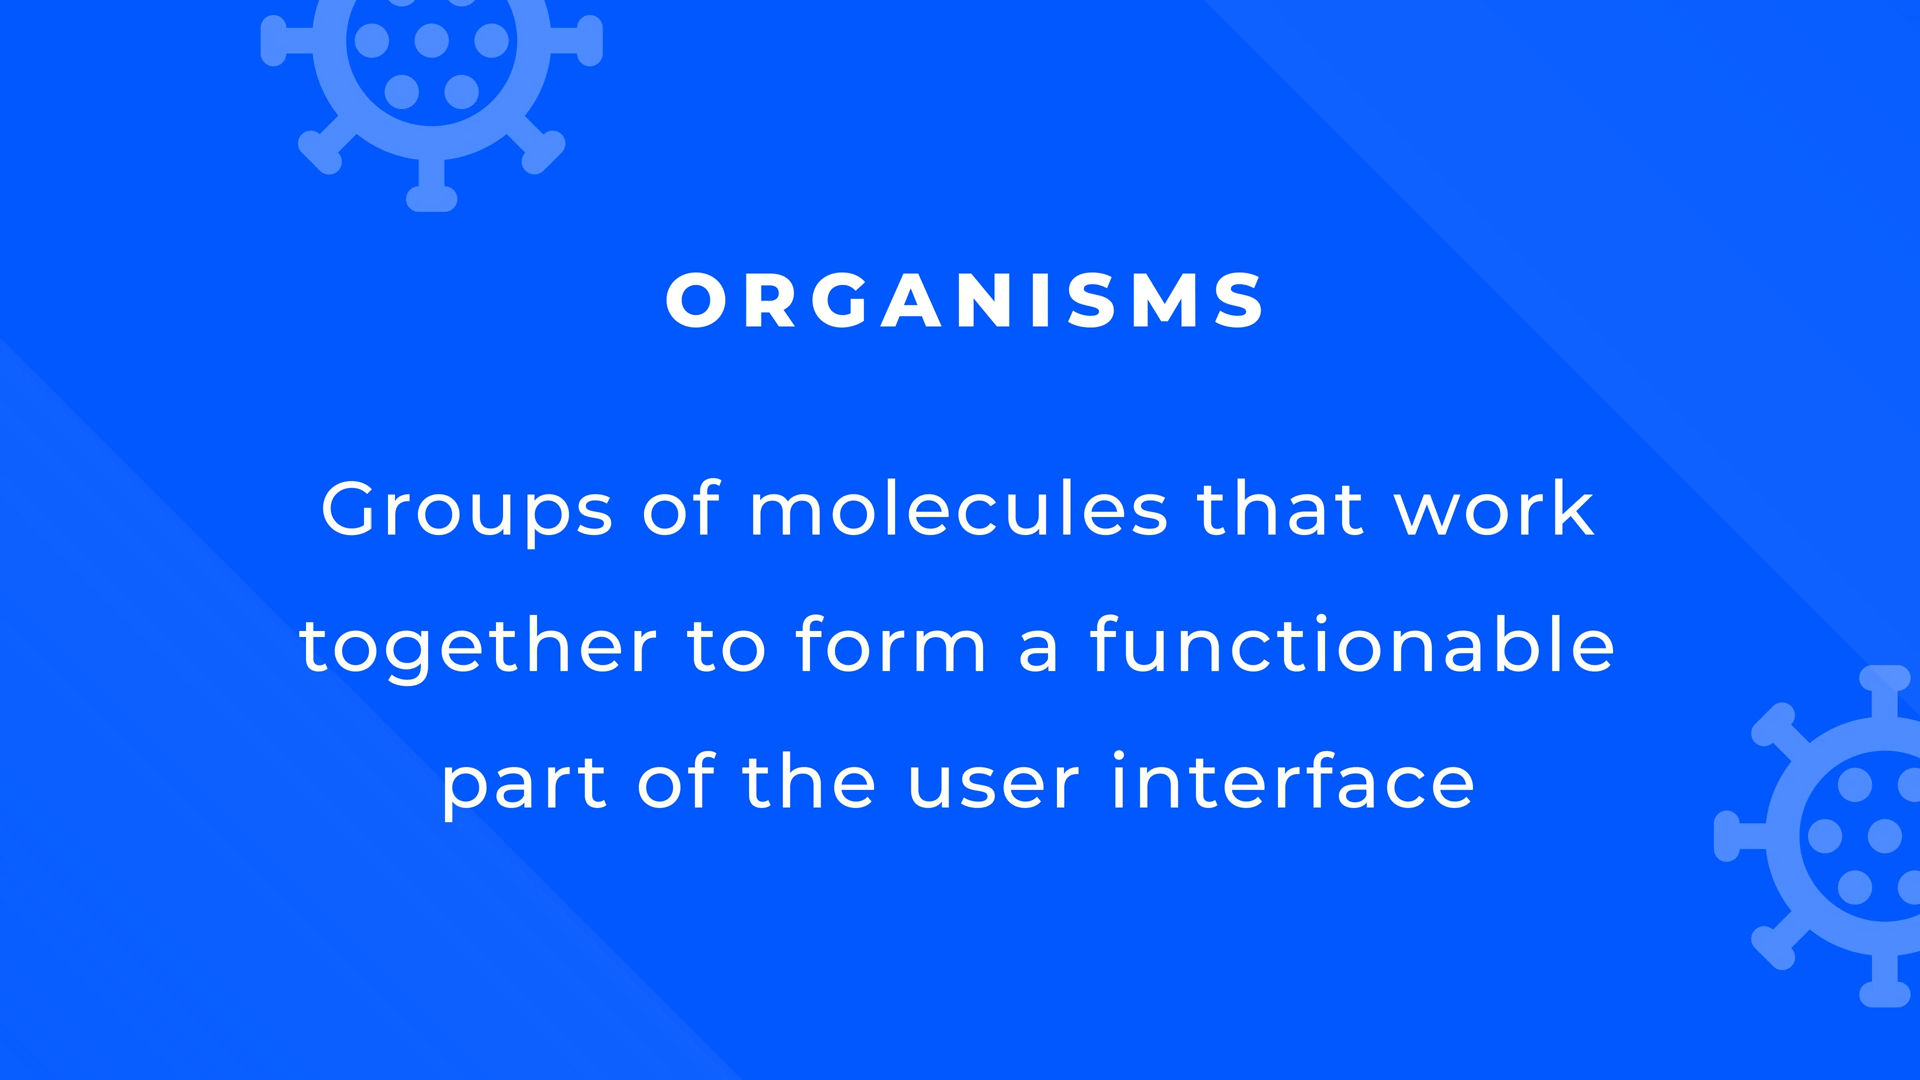 ORGANISMS
Groups of molecules that work
together to form a functionable
part of the user interface